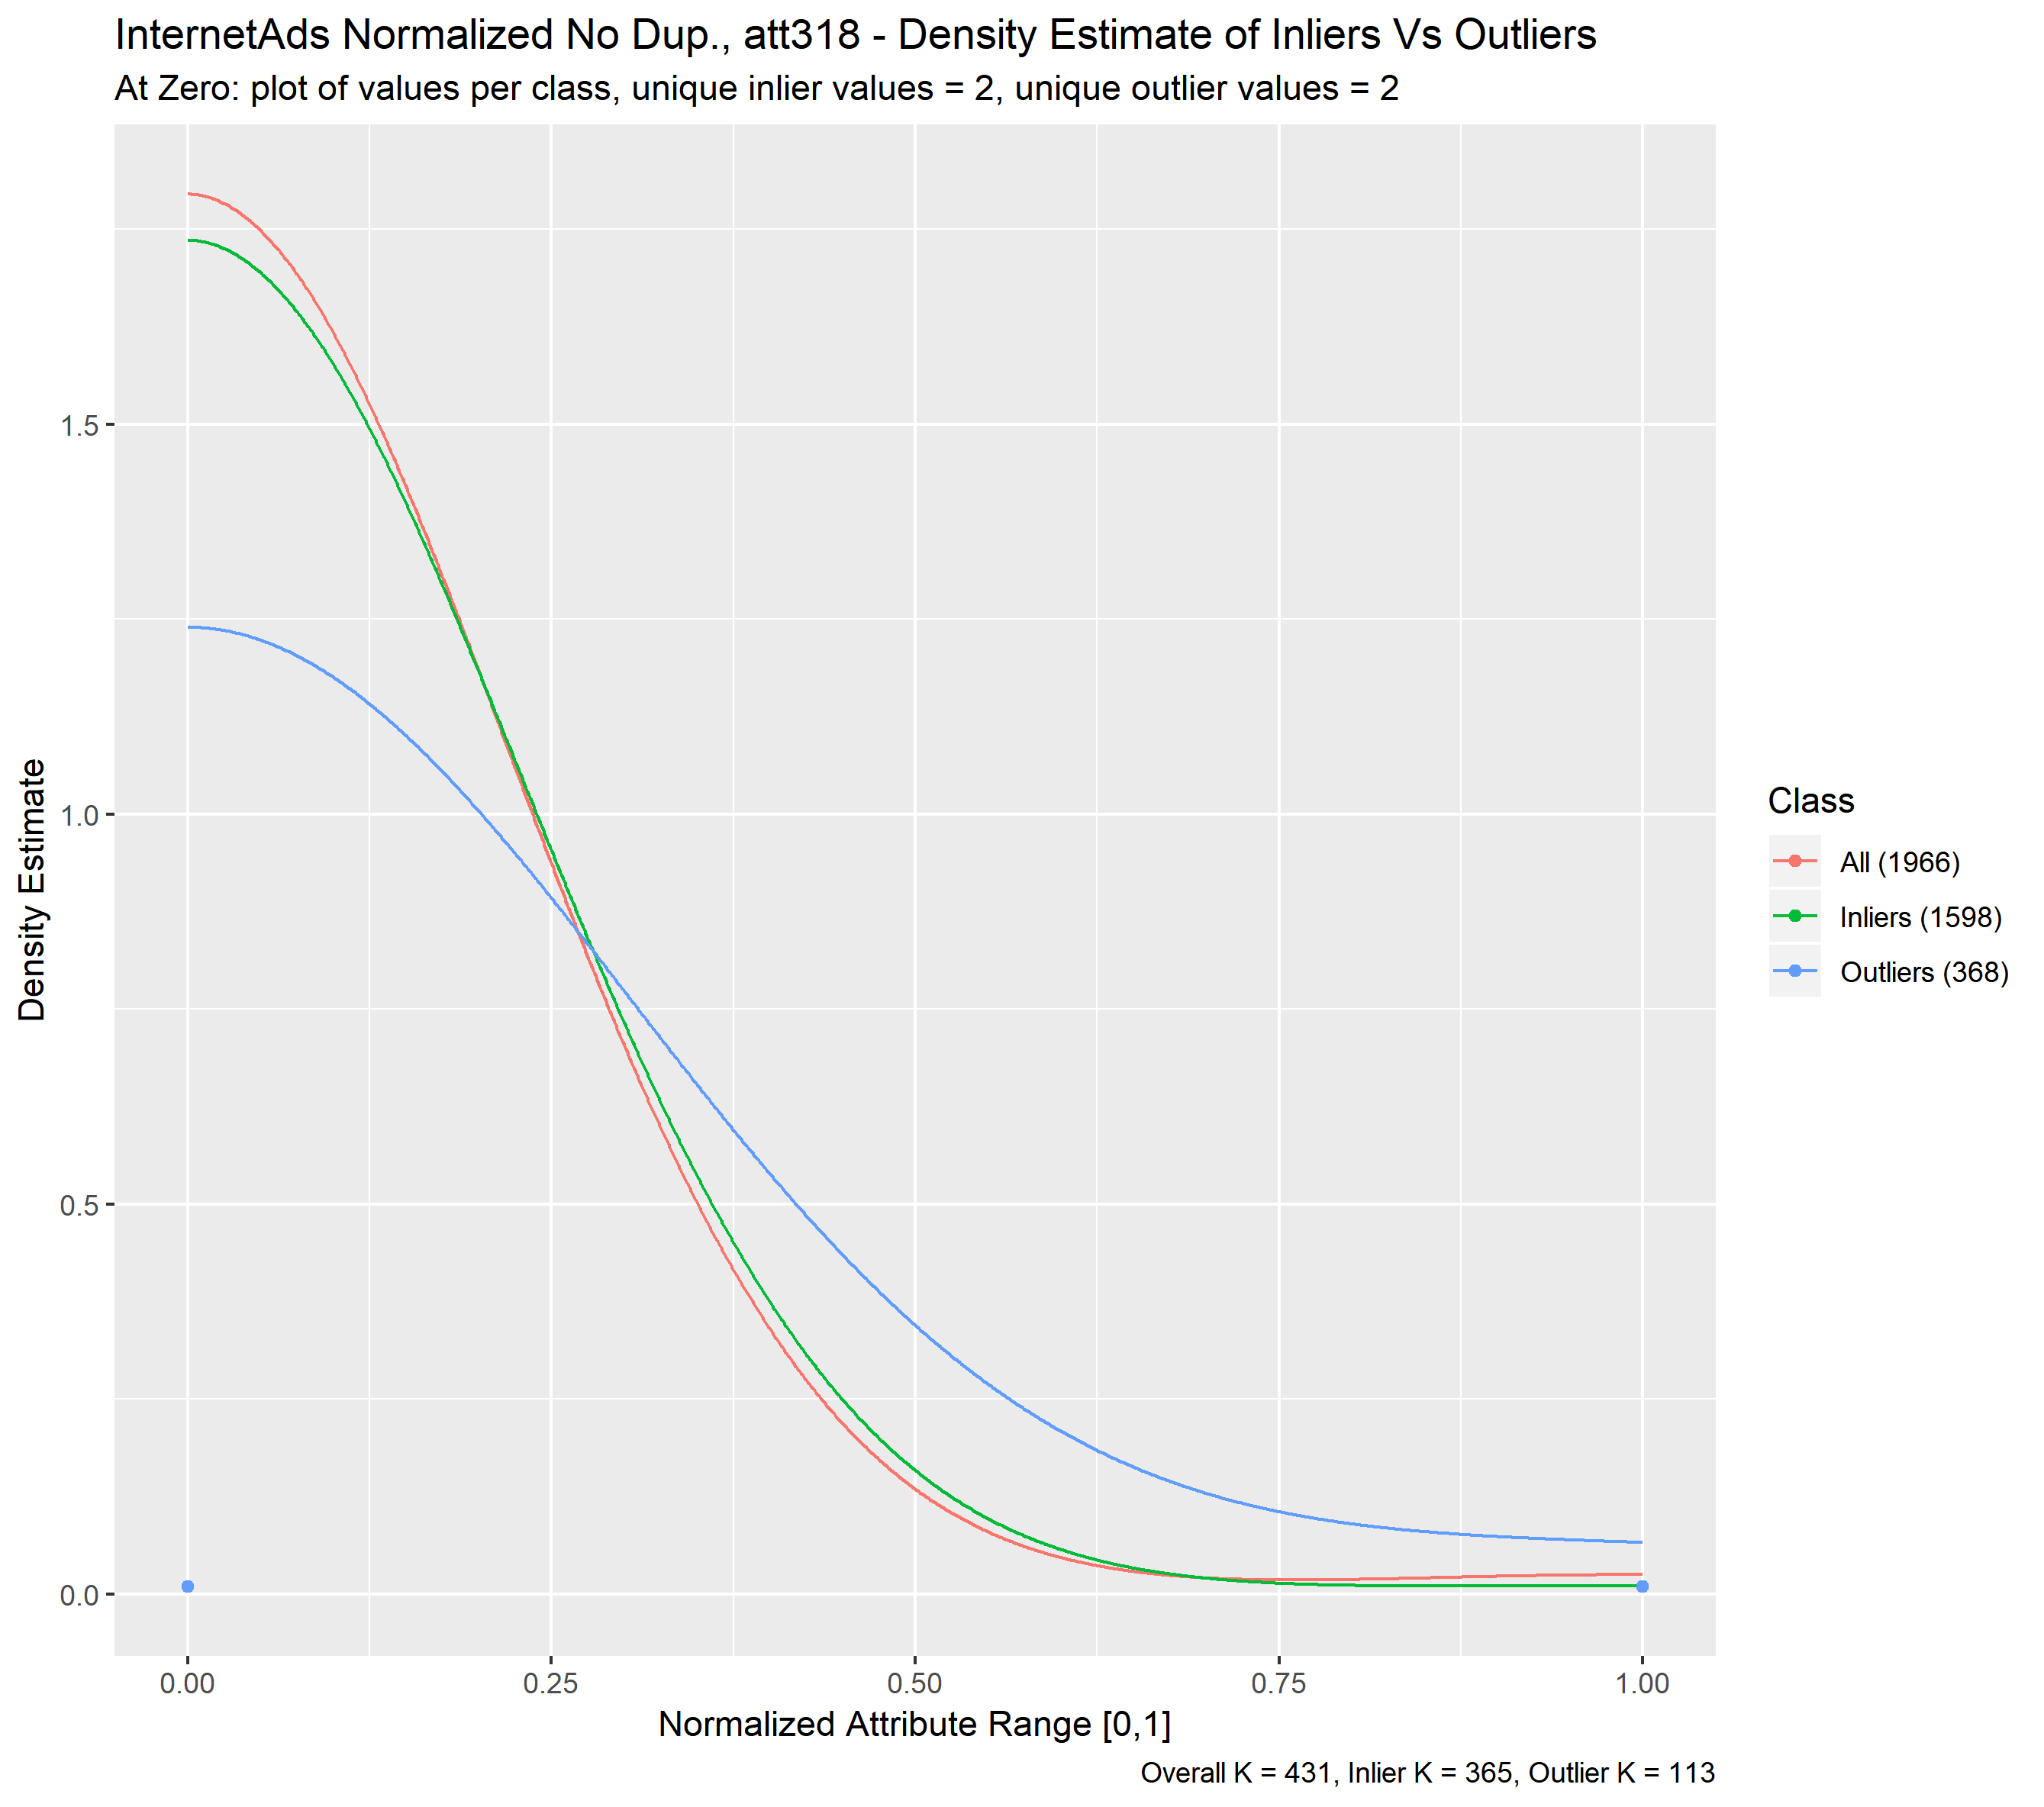 InternetAds Normalized No Dup., att318 - Density Estimate of Inliers Vs Outliers
At Zero: plot of values per class, unique inlier values = 2, unique outlier values = 2
Density Estimate
1.5
1.0
0.5
0.0
0.00
0.25
0.50
0.75
1.00
Normalized Attribute Range [0,1]
Overall K = 431, Inlier K = 365, Outlier K = 113
Class
All (1966)
Inliers (1598)
Outliers (368)